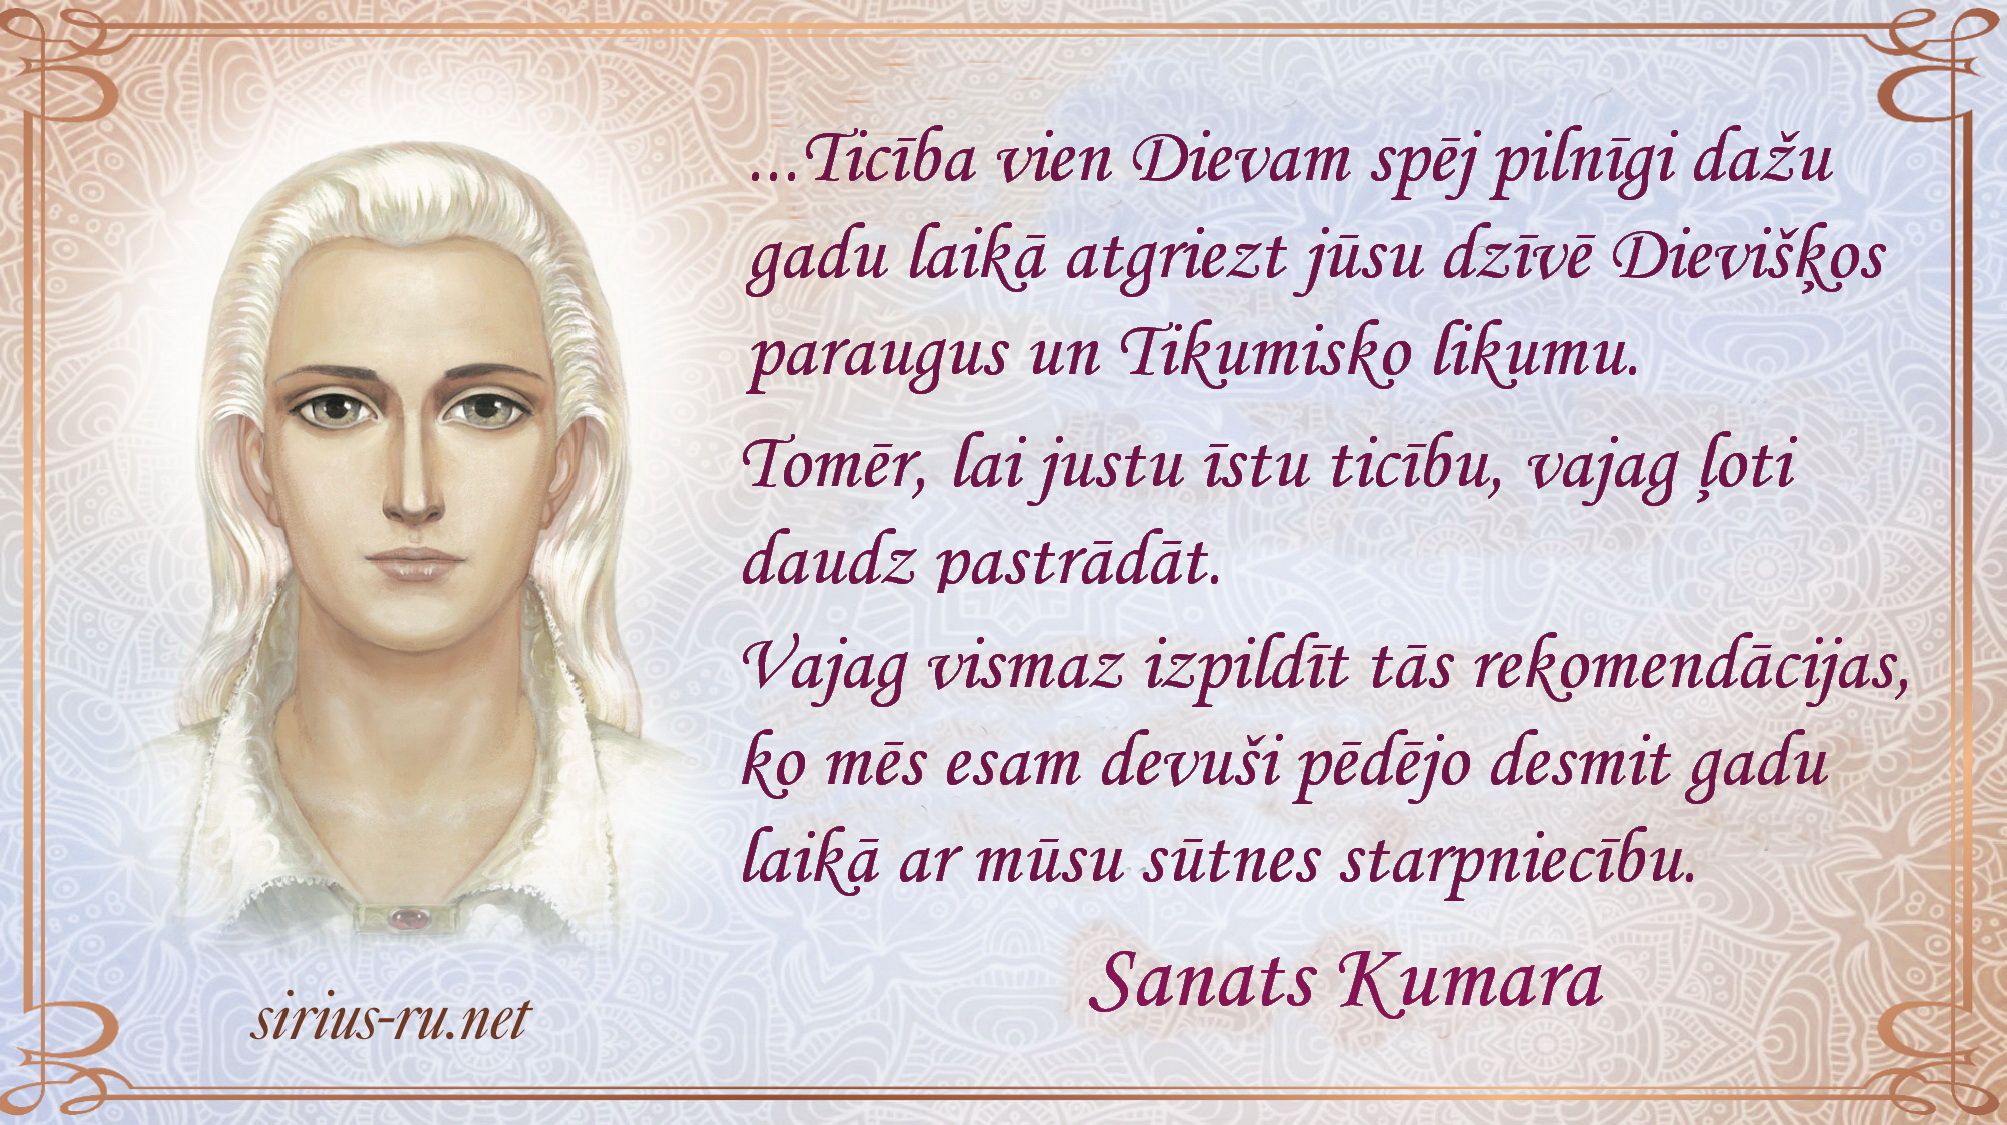 ...Ticība vien Dievam spēj pilnīgi dažu
gadu laikā atgriezt jūsu dzīvē Dievišķos
paraugus un Tikumisko likumu.
Tomēr, lai justu īstu ticību, vajag ļoti
daudz pastrādāt.
Vajag vismaz izpildīt tās rekomendācijas,
ko mēs esam devuši pēdējo desmit gadu
laikā ar mūsu sūtnes starpniecību.
Sanats Kumara
sirius-ru.net